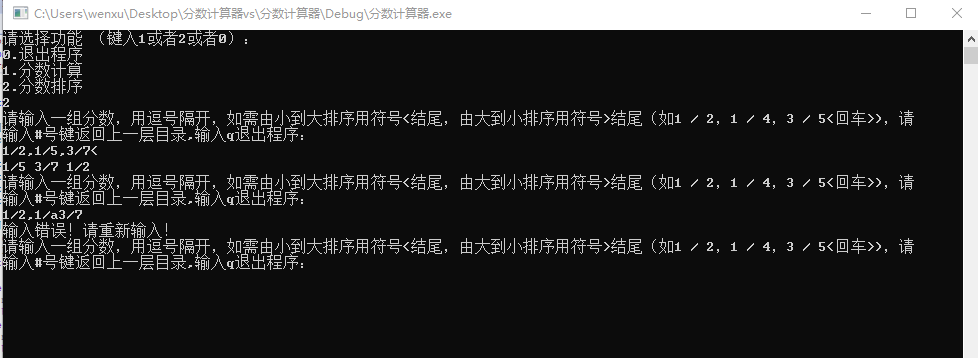 C:\Users\wenxu\Desktop\分数计算器vs\分数计算器\Debug\分数计算器.exe
请选择功能 （键入1或者2或者0）：
0.退出程序
1.分数计算
2.分数排序
2
请输入一组分数，用逗号隔开，如需由小到大排序用符号<结尾，由大到小排序用符号>结尾（如1 / 2，1 / 4，3 / 5<回车>)，请
输入#号键返回上一层目录,输入q退出程序：
1/2,1/5,3/7<
1/5 3/7 1/2
请输入一组分数，用逗号隔开，如需由小到大排序用符号<结尾，由大到小排序用符号>结尾（如1 / 2，1 / 4，3 / 5<回车>)，请
输入#号键返回上一层目录,输入q退出程序：
1/2,1/a3/7
输入错误！请重新输入！
请输入一组分数，用逗号隔开，如需由小到大排序用符号<结尾，由大到小排序用符号>结尾（如1 / 2，1 / 4，3 / 5<回车>)，请
输入#号键返回上一层目录,输入q退出程序：